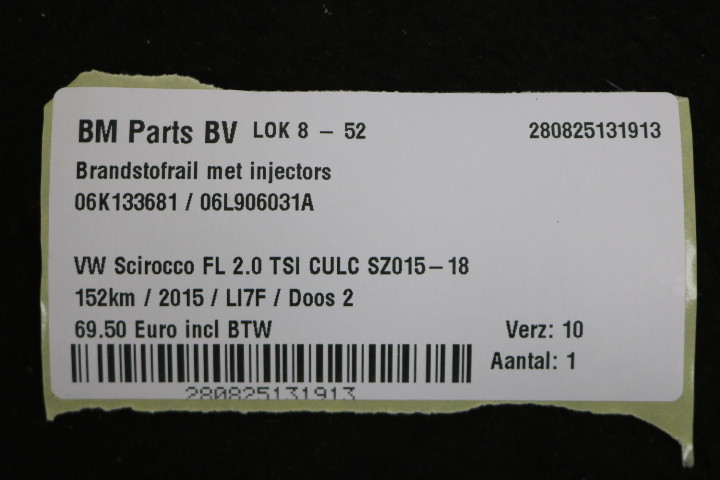 BM Parts BV LOK 8 - 52 280825131913
Brandstofrail met injectors
06K133681 / 06L906031A
VW Scirocco FL 2.0 TSI CULC SZ015-18
152km / 2015 / LI7F / Doos 2
69.50 Euro incl BTW Verz: 10
Aantal: 1
280825131913